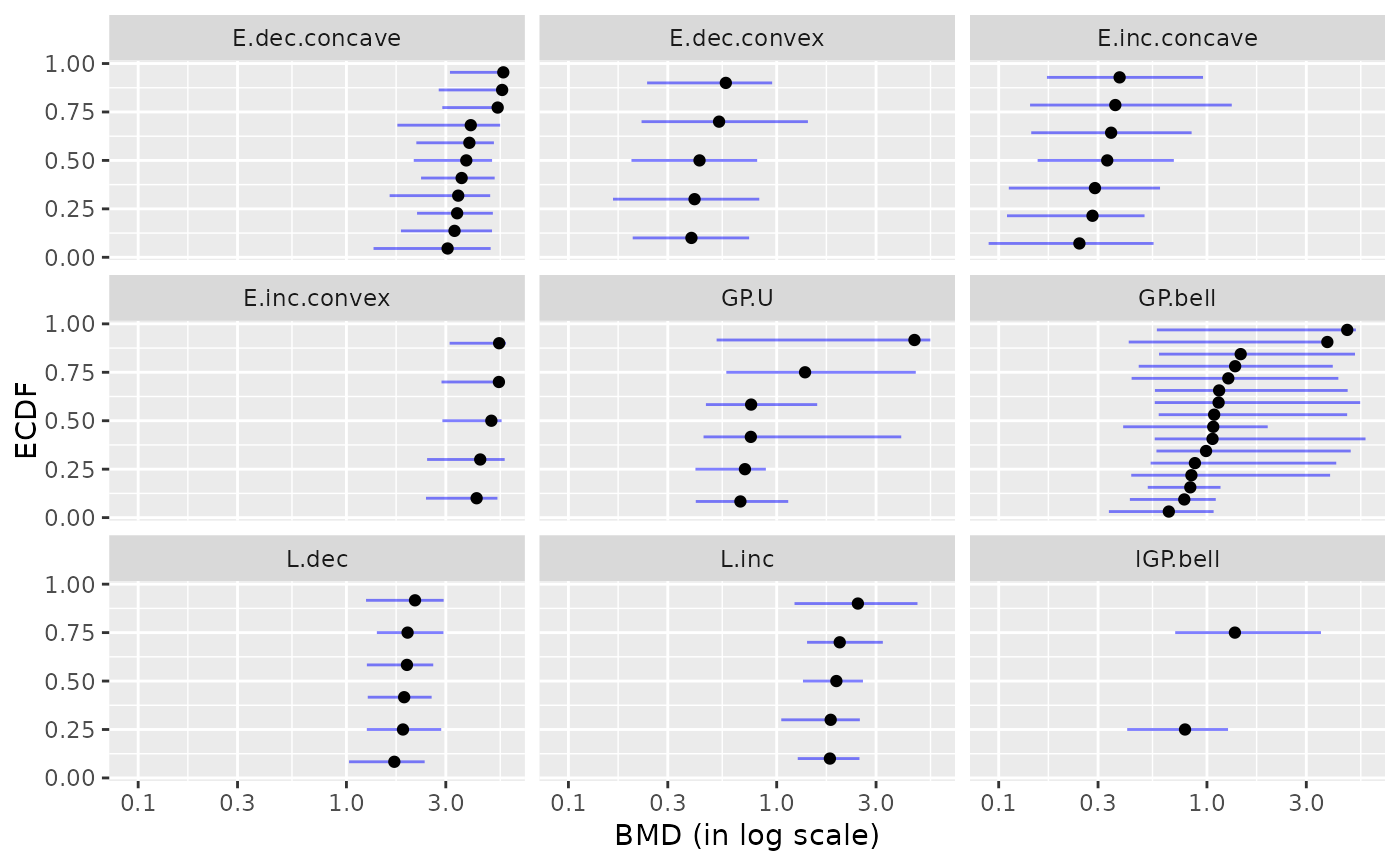 E.dec.concave E.dec.convex E.inc.concave
1.00
0.75
0.50
0.25
0.00
E.inc.convex GP.U GP.bell
1.00
0.75
0.50
0.25
0.00
ECDF
L.dec L.inc lGP.bell
1.00
0.75
0.50
0.25
0.00
0.1 0.3 1.0 3.0 0.1 0.3 1.0 3.0 0.1 0.3 1.0 3.0
BMD (in log scale)